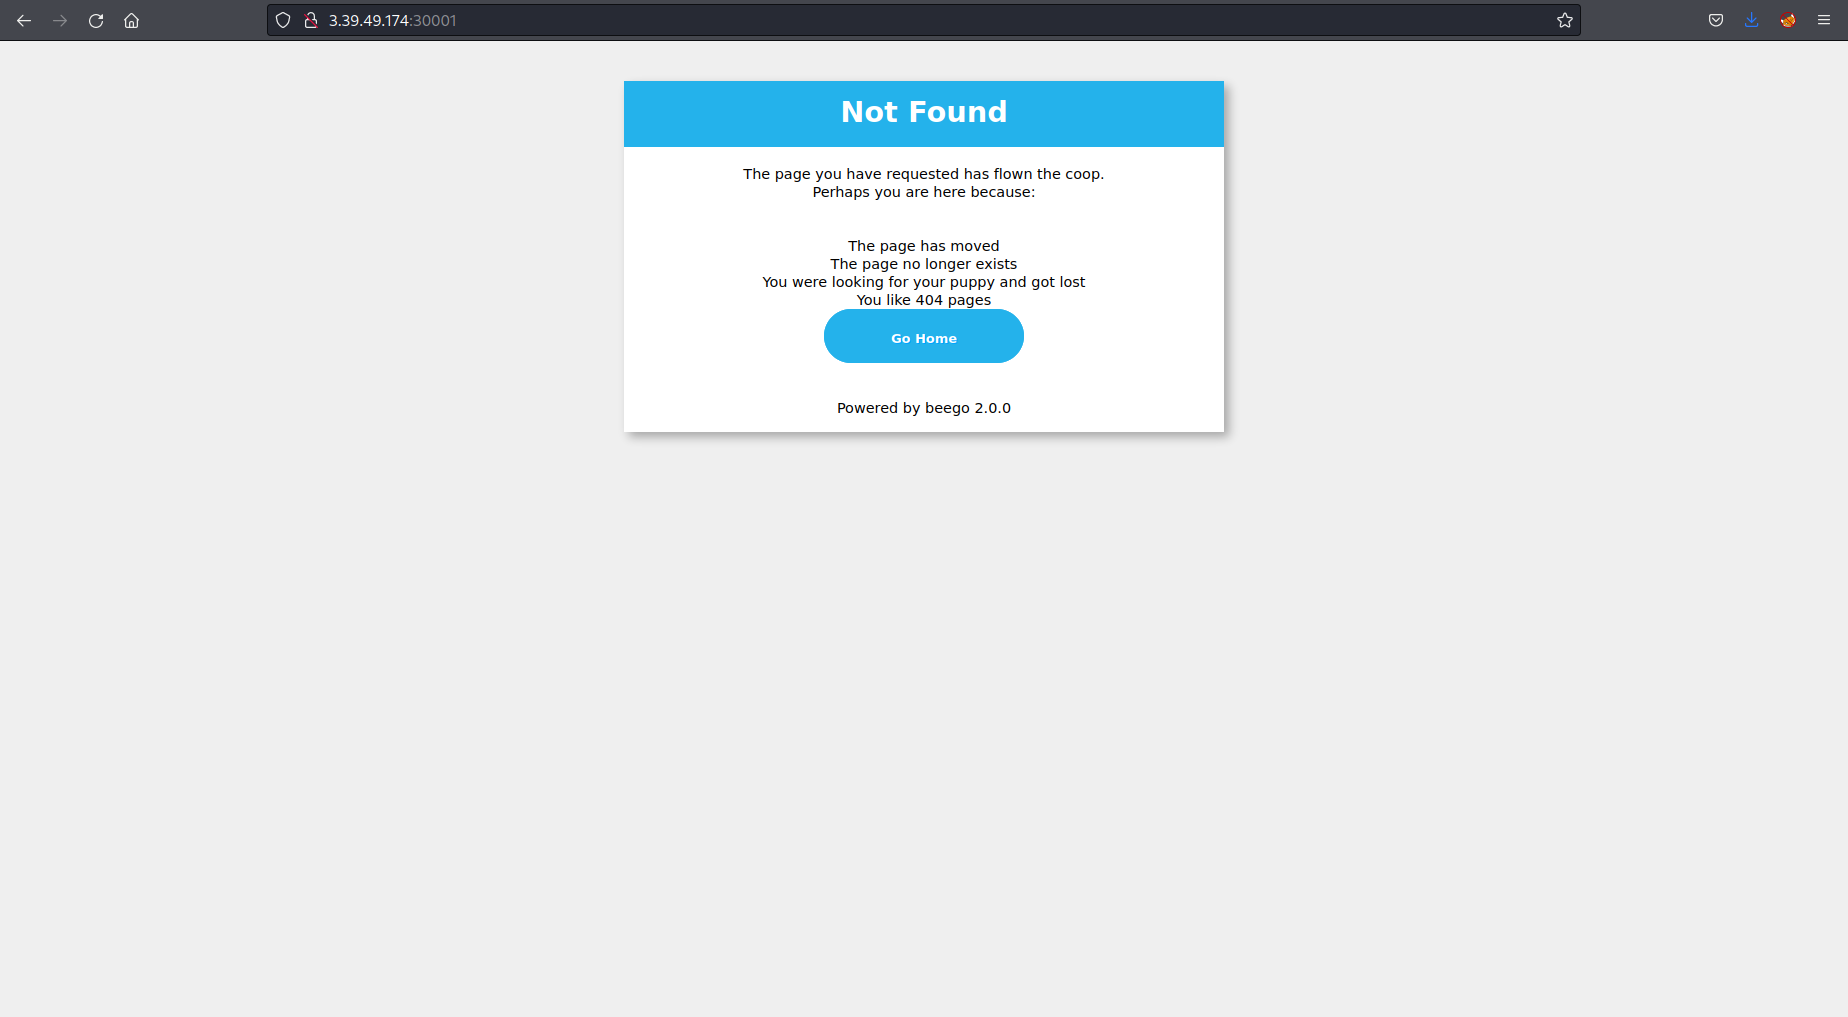 3.39.49.174:30001
Not Found
The page you have requested has flown the coop.
Perhaps you are here because:
The page has moved
The page no longer exists
You were looking for your puppy and got lost
You like 404 pages
Go Home
Powered by beego 2.0.0